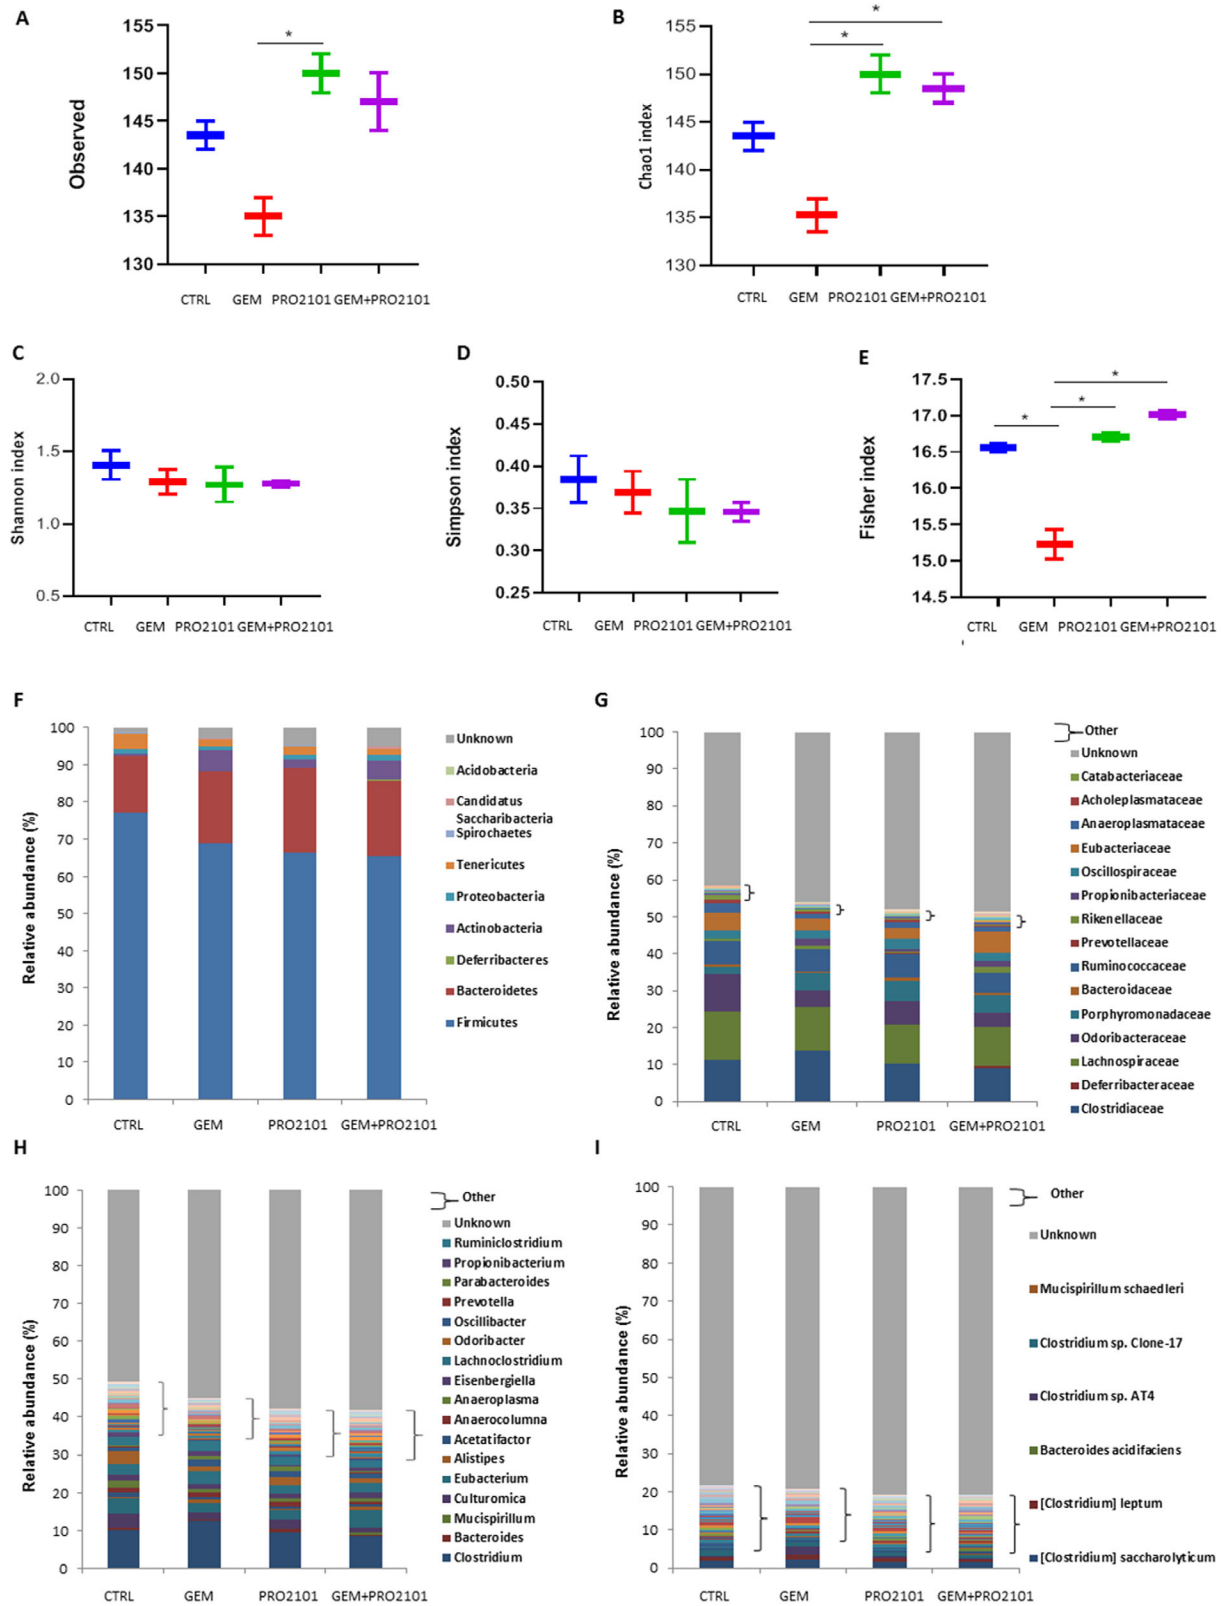 A
Observed
155
150
145
140
135
130
*
CTRL GEM PRO2101 GEM+PRO2101
B
Chao1 index
155
150
145
140
135
130
*
*
CTRL GEM PRO2101 GEM+PRO2101
C
Shannon index
2.0
1.5
1.0
0.5
CTRL GEM PRO2101 GEM+PRO2101
D
Simpson index
0.50
0.45
0.40
0.35
0.30
0.25
CTRL GEM PRO2101 GEM+PRO2101
E
Fisher index
17.5
17.0
16.5
16.0
15.5
15.0
14.5
*
*
*
CTRL GEM PRO2101 GEM+PRO2101
F
Relative abundance (%)
100
90
80
70
60
50
40
30
20
10
0
CTRL GEM PRO2101 GEM+PRO2101
Unknown
Acidobacteria
Candidatus
Saccharibacteria
Spirochaetes
Tenericutes
Proteobacteria
Actinobacteria
Deferribacteres
Bacteroidetes
Firmicutes
G
Relative abundance (%)
100
90
80
70
60
50
40
30
20
10
0
CTRL GEM PRO2101 GEM+PRO2101
Other
Unknown
Catabacteriaceae
Acholeplasmataceae
Anaeroplasmataceae
Eubacteriaceae
Oscillospiraceae
Propionibacteriaceae
Rikenellaceae
Prevotellaceae
Ruminococcaceae
Bacteroidaceae
Porphyromonadaceae
Odoribacteraceae
Lachnospiraceae
Deferribacteraceae
Clostridiaceae
H
Relative abundance (%)
100
90
80
70
60
50
40
30
20
10
0
CTRL GEM PRO2101 GEM+PRO2101
Other
Unknown
Ruminiclostridium
Propionibacterium
Parabacteroides
Prevotella
Oscillibacter
Odoribacter
Lachnoclostridium
Eisenbergiella
Anaeroplasma
Anaerocolumna
Acetatifactor
Alistipes
Eubacterium
Culturomica
Mucispirillum
Bacteroides
Clostridium
I
Relative abundance (%)
100
90
80
70
60
50
40
30
20
10
0
CTRL GEM PRO2101 GEM+PRO2101
Other
Unknown
Mucispirillum schaedleri
Clostridium sp. Clone-17
Clostridium sp. AT4
Bacteroides acidifaciens
[Clostridium] leptum
[Clostridium] saccharolyticum